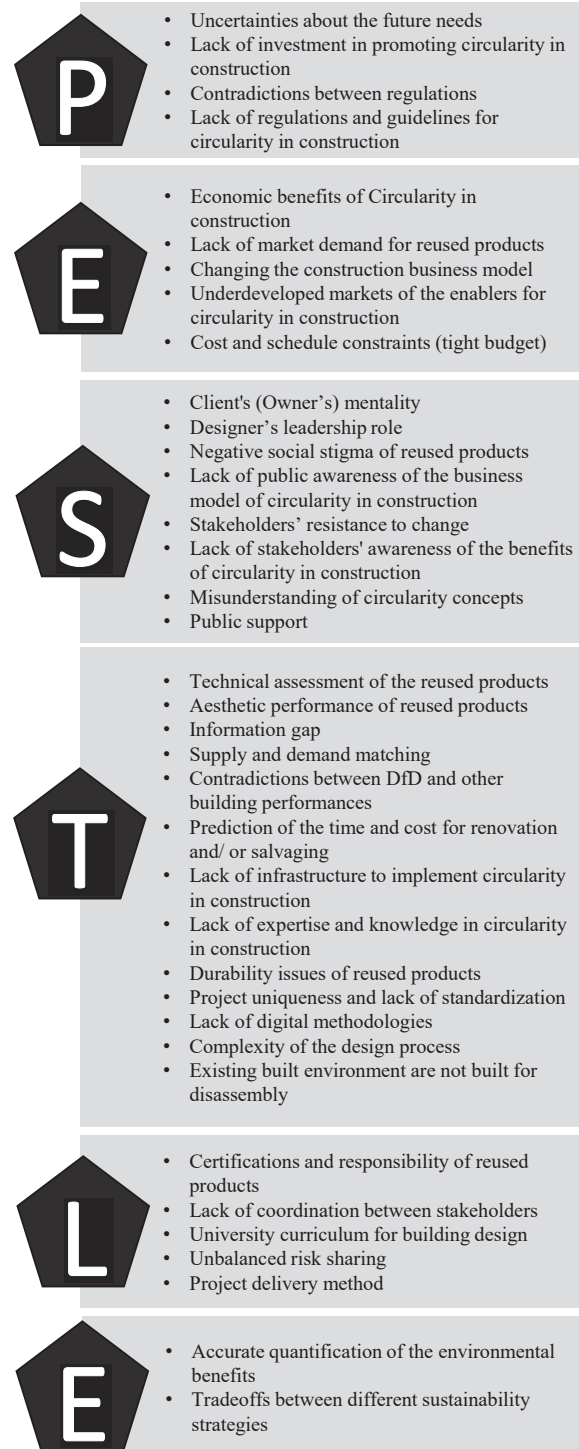 P
• Uncertainties about the future needs
• Lack of investment in promoting circularity in
construction
• Contradictions between regulations
• Lack of regulations and guidelines for
circularity in construction
E
• Economic benefits of Circularity in
construction
• Lack of market demand for reused products
• Changing the construction business model
• Underdeveloped markets of the enablers for
circularity in construction
• Cost and schedule constraints (tight budget)
S
• Client's (Owner’s) mentality
• Designer’s leadership role
• Negative social stigma of reused products
• Lack of public awareness of the business
model of circularity in construction
• Stakeholders’ resistance to change
• Lack of stakeholders' awareness of the benefits
of circularity in construction
• Misunderstanding of circularity concepts
• Public support
T
• Technical assessment of the reused products
• Aesthetic performance of reused products
• Information gap
• Supply and demand matching
• Contradictions between DfD and other
building performances
• Prediction of the time and cost for renovation
and/ or salvaging
• Lack of infrastructure to implement circularity
in construction
• Lack of expertise and knowledge in circularity
in construction
• Durability issues of reused products
• Project uniqueness and lack of standardization
• Lack of digital methodologies
• Complexity of the design process
• Existing built environment are not built for
disassembly
L
• Certifications and responsibility of reused
products
• Lack of coordination between stakeholders
• University curriculum for building design
• Unbalanced risk sharing
• Project delivery method
E
• Accurate quantification of the environmental
benefits
• Tradeoffs between different sustainability
strategies